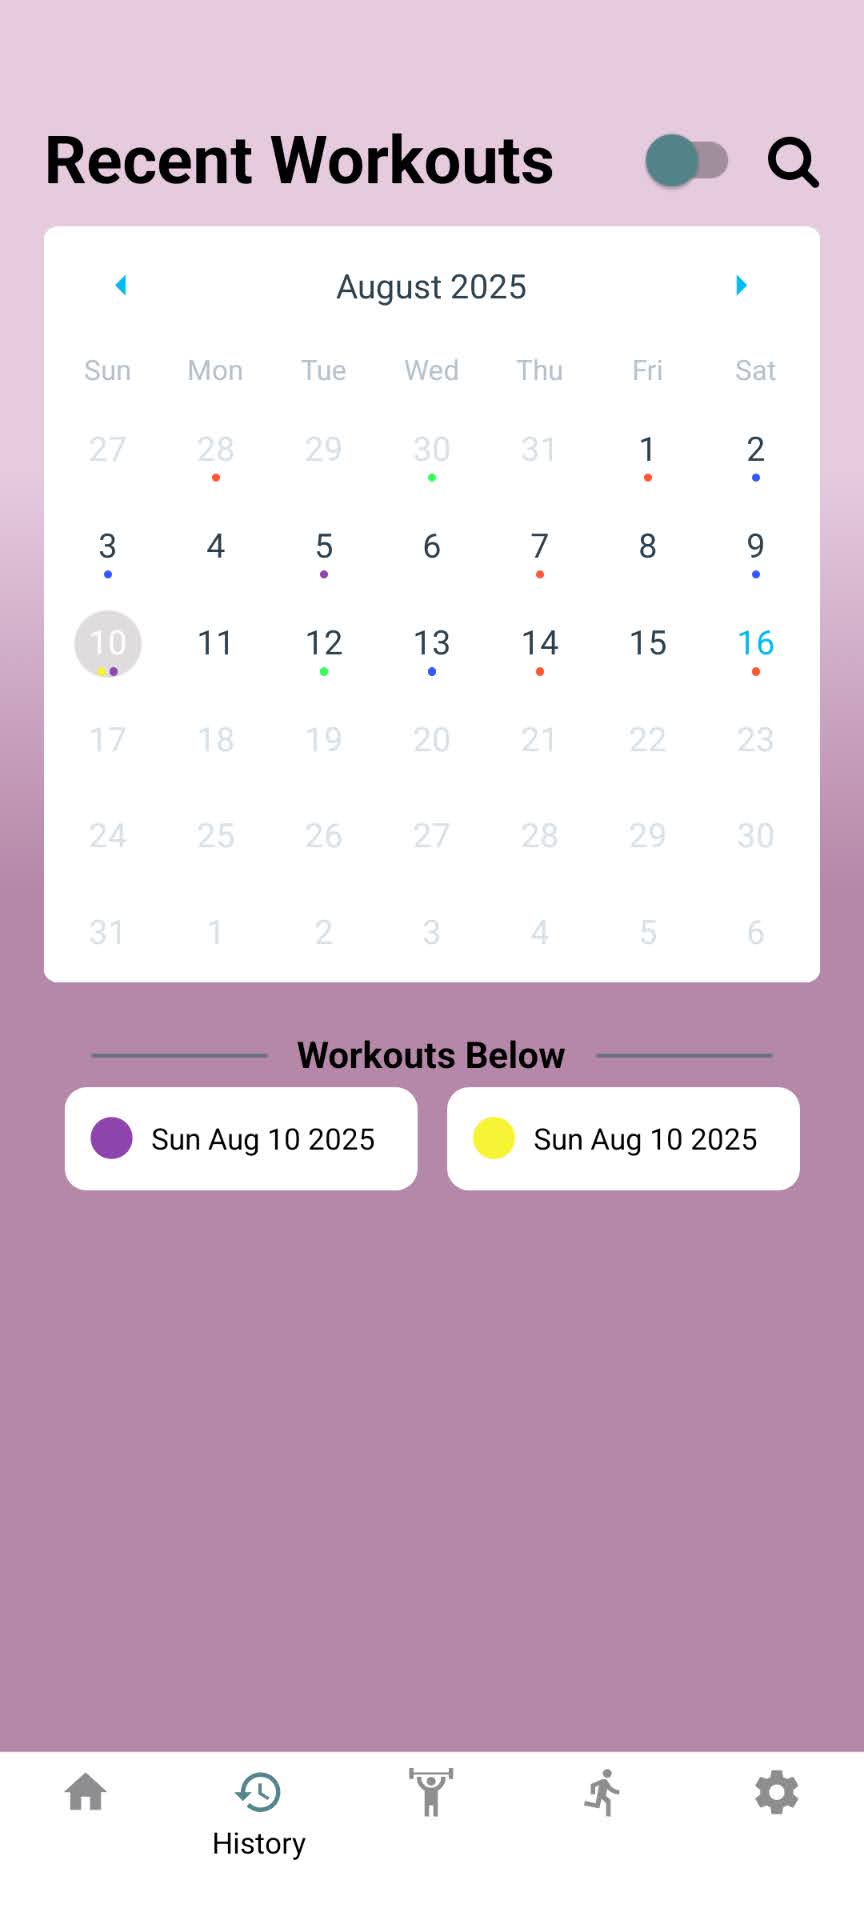 Recent Workouts
August 2025
Sun Mon Tue Wed Thu Fri Sat
27 28 29 30 31 1 2
3 4 5 6 7 8 9
10 11 12 13 14 15 16
17 18 19 20 21 22 23
24 25 26 27 28 29 30
31 1 2 3 4 5 6
Workouts Below
Sun Aug 10 2025 Sun Aug 10 2025
History